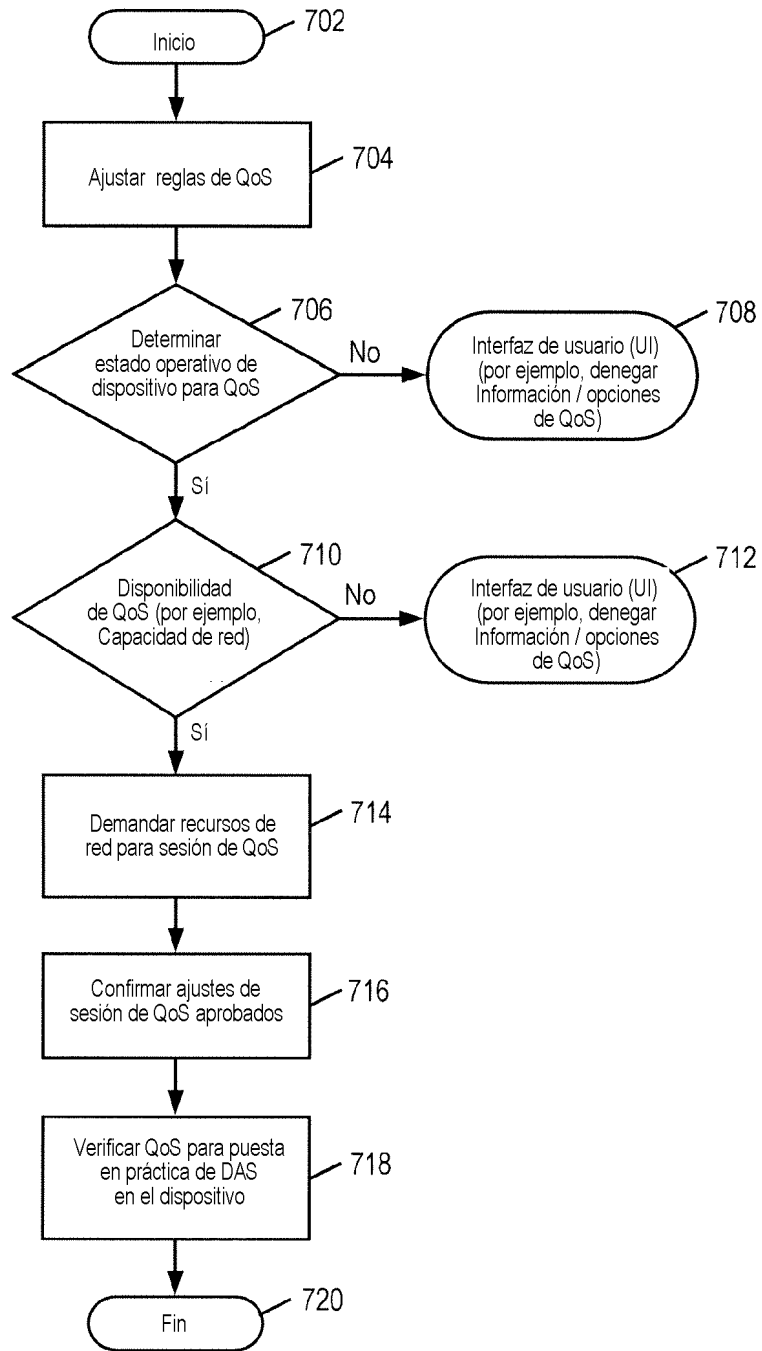 Inicio
702
Ajustar reglas de QoS
704
Determinar
estado operativo de
dispositivo para QoS
706
No
Interfaz de usuario (UI)
(por ejemplo, denegar
Información / opciones
de QoS)
708
Sí
Disponibilidad
de QoS (por ejemplo,
Capacidad de red)
710
No
Interfaz de usuario (UI)
(por ejemplo, denegar
Información / opciones
de QoS)
712
Sí
Demandar recursos de
red para sesión de QoS
714
Confirmar ajustes de
sesión de QoS aprobados
716
Verificar QoS para puesta
en práctica de DAS
en el dispositivo
718
Fin
720